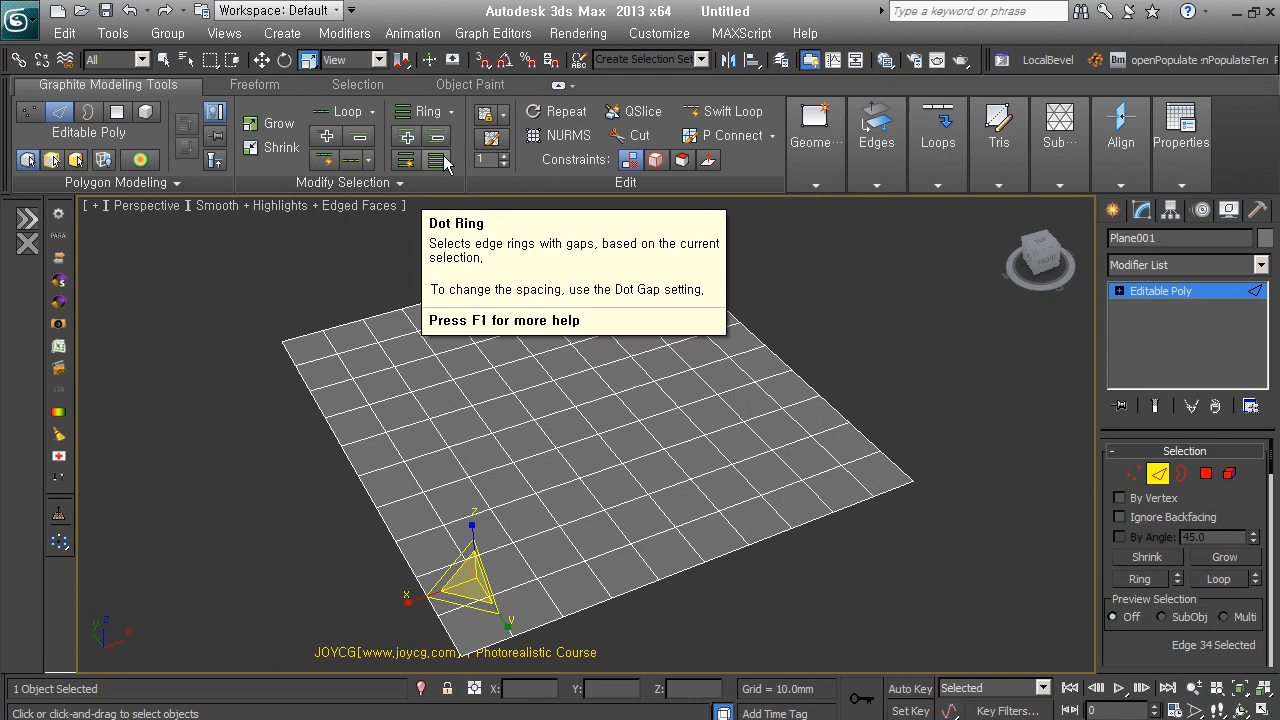 Workspace: Default
Autodesk 3ds Max 2013 x64 Untitled
Type a keyword or phrase
Edit Tools Group Views Create Modifiers Animation Graph Editors Rendering Customize MAXScript Help
All View Create Selection Set LocalBevel Bm openPopulate
Graphite Modeling Tools Freeform Selection Object Paint
Loop Ring Repeat QSlice Swift Loop
Editable Poly Grow NURMS Cut P Connect Geome... Edges Loops Tris Sub... Align Properties
Shrink 1 Constraints:
Polygon Modeling Modify Selection Edit
[ + ] Perspective ] Smooth + Highlights + Edged Faces ]
PARA
Dot Ring
Selects edge rings with gaps, based on the current
selection.
To change the spacing, use the Dot Gap setting.
Press F1 for more help
TOP
FRONT
z
x
y
z
y
x
JOYCG[www.joycg.com] Photorealistic Course
Plane001
Modifier List
Editable Poly
- Selection
By Vertex
Ignore Backfacing
By Angle: 45.0
Shrink Grow
Ring Loop
Preview Selection
Off SubObj Multi
Edge 34 Selected
1 Object Selected X: Y: Z: Grid = 10.0mm Auto Key Selected
Click or click-and-drag to select objects Add Time Tag Set Key Key Filters... 0